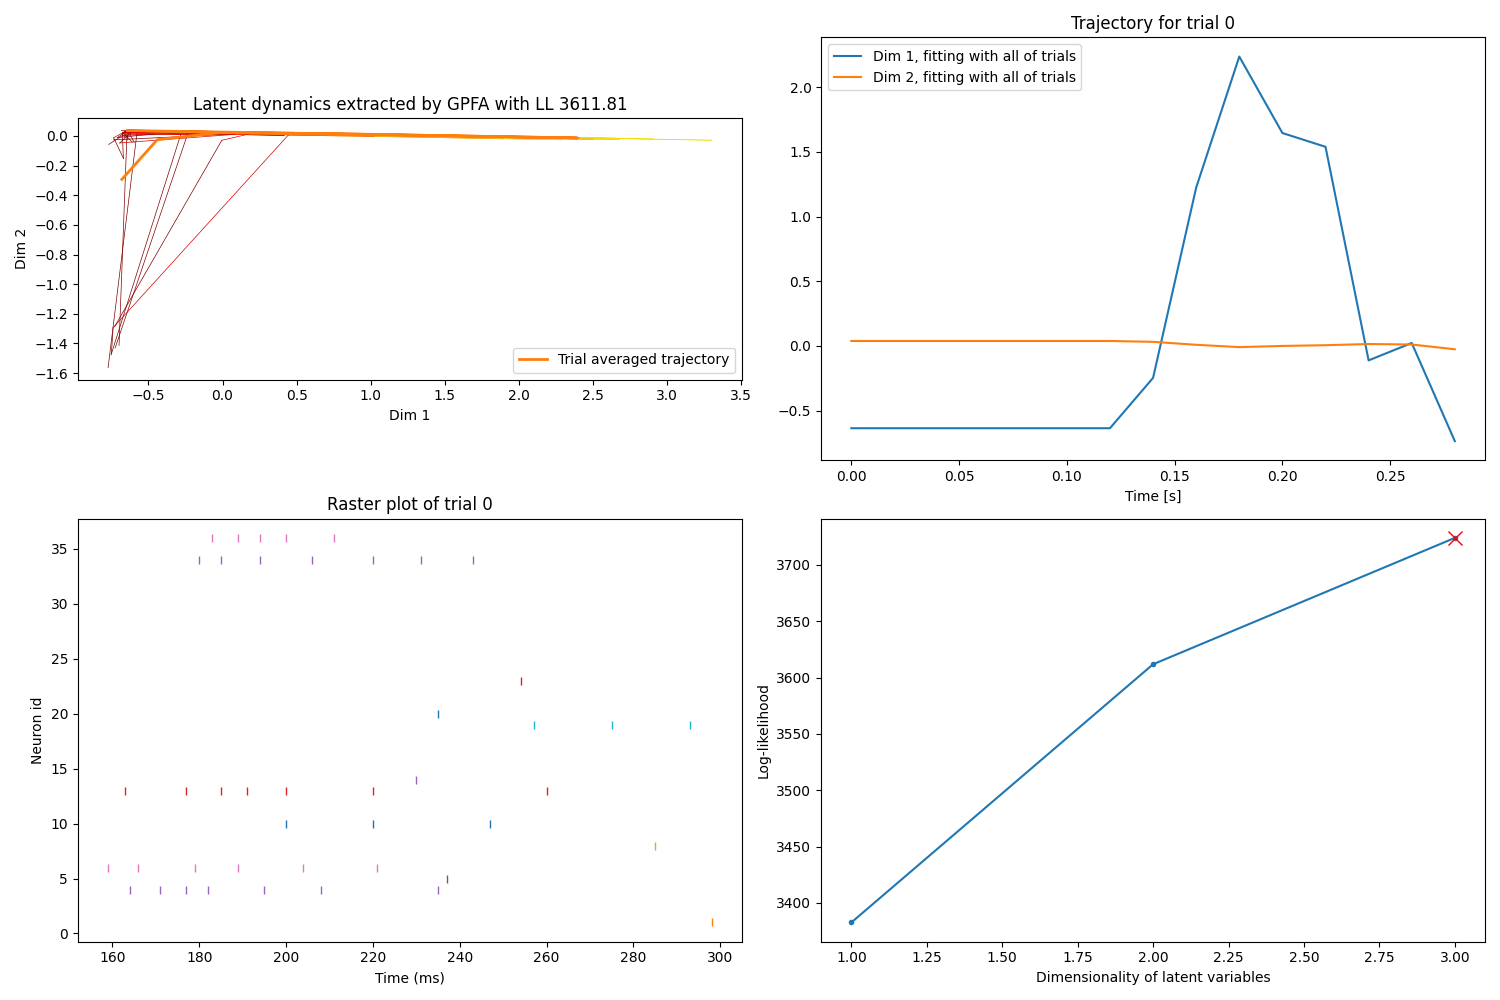 Latent dynamics extracted by GPFA with LL 3611.81
0.0
−0.2
−0.4
−0.6
−0.8
−1.0
−1.2
−1.4
−1.6
Dim 2
Trial averaged trajectory
−0.5 0.0 0.5 1.0 1.5 2.0 2.5 3.0 3.5
Dim 1
Trajectory for trial 0
Dim 1, fitting with all of trials
Dim 2, fitting with all of trials
2.0
1.5
1.0
0.5
0.0
−0.5
0.00 0.05 0.10 0.15 0.20 0.25
Time [s]
Raster plot of trial 0
35
30
25
20
15
10
5
0
Neuron id
160 180 200 220 240 260 280 300
Time (ms)
3700
3650
3600
3550
3500
3450
3400
Log-likelihood
1.00 1.25 1.50 1.75 2.00 2.25 2.50 2.75 3.00
Dimensionality of latent variables